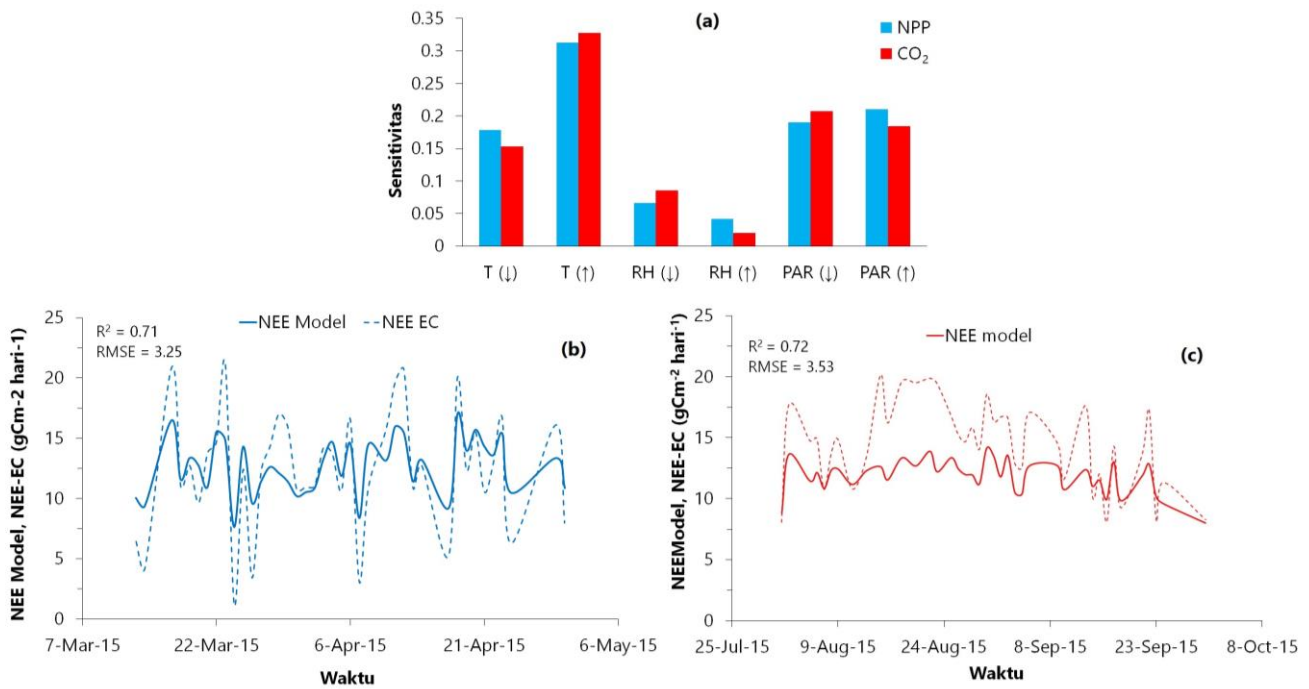 (a)
NPP
CO₂
Sensitivitas
0.35
0.3
0.25
0.2
0.15
0.1
0.05
0
T (↓) T (↑) RH (↓) RH (↑) PAR (↓) PAR (↑)
NEE Model, NEE-EC (gCm-2 hari-1)
25
20
15
10
5
0
R² = 0.71
RMSE = 3.25
NEE Model NEE EC
(b)
7-Mar-15 22-Mar-15 6-Apr-15 21-Apr-15 6-May-15
Waktu
NEEModel, NEE-EC (gCm⁻² hari⁻¹)
25
20
15
10
5
0
R² = 0.72
RMSE = 3.53
NEE model
(c)
25-Jul-15 9-Aug-15 24-Aug-15 8-Sep-15 23-Sep-15 8-Oct-15
Waktu